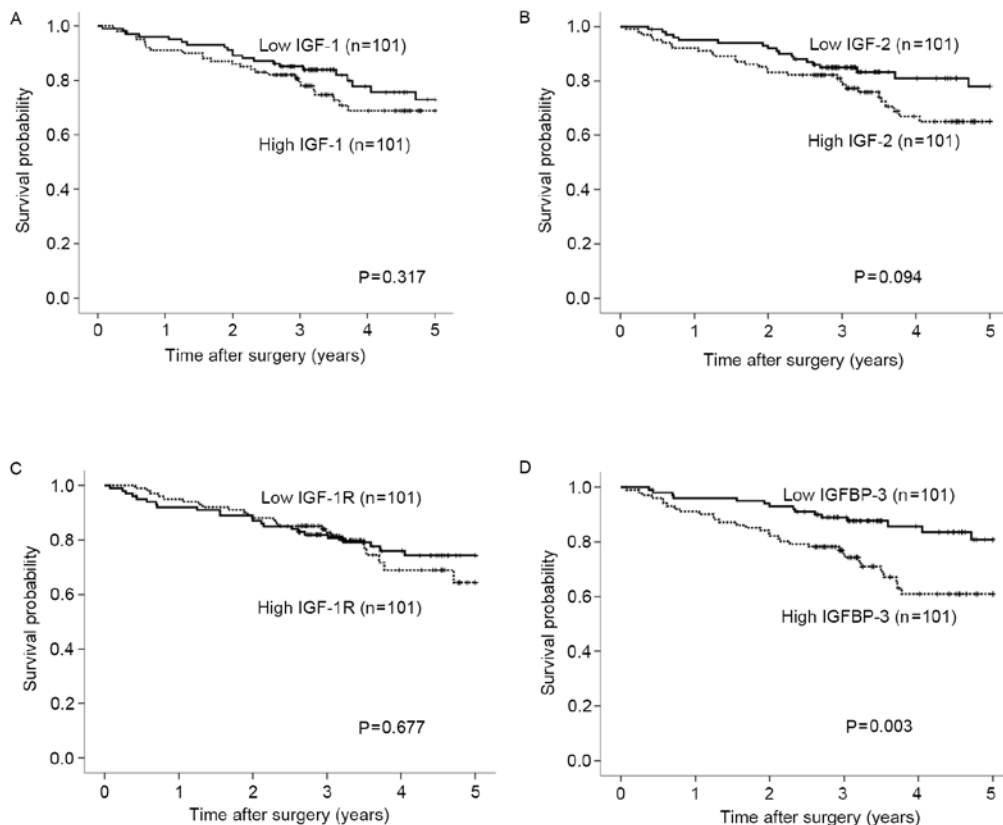 A
Survival probability
1.0
0.8
0.6
0.4
0.2
0.0
Low IGF-1 (n=101)
High IGF-1 (n=101)
P=0.317
0 1 2 3 4 5
Time after surgery (years)
B
Survival probability
1.0
0.8
0.6
0.4
0.2
0.0
Low IGF-2 (n=101)
High IGF-2 (n=101)
P=0.094
0 1 2 3 4 5
Time after surgery (years)
C
Survival probability
1.0
0.8
0.6
0.4
0.2
0.0
Low IGF-1R (n=101)
High IGF-1R (n=101)
P=0.677
0 1 2 3 4 5
Time after surgery (years)
D
Survival probability
1.0
0.8
0.6
0.4
0.2
0.0
Low IGFBP-3 (n=101)
High IGFBP-3 (n=101)
P=0.003
0 1 2 3 4 5
Time after surgery (years)